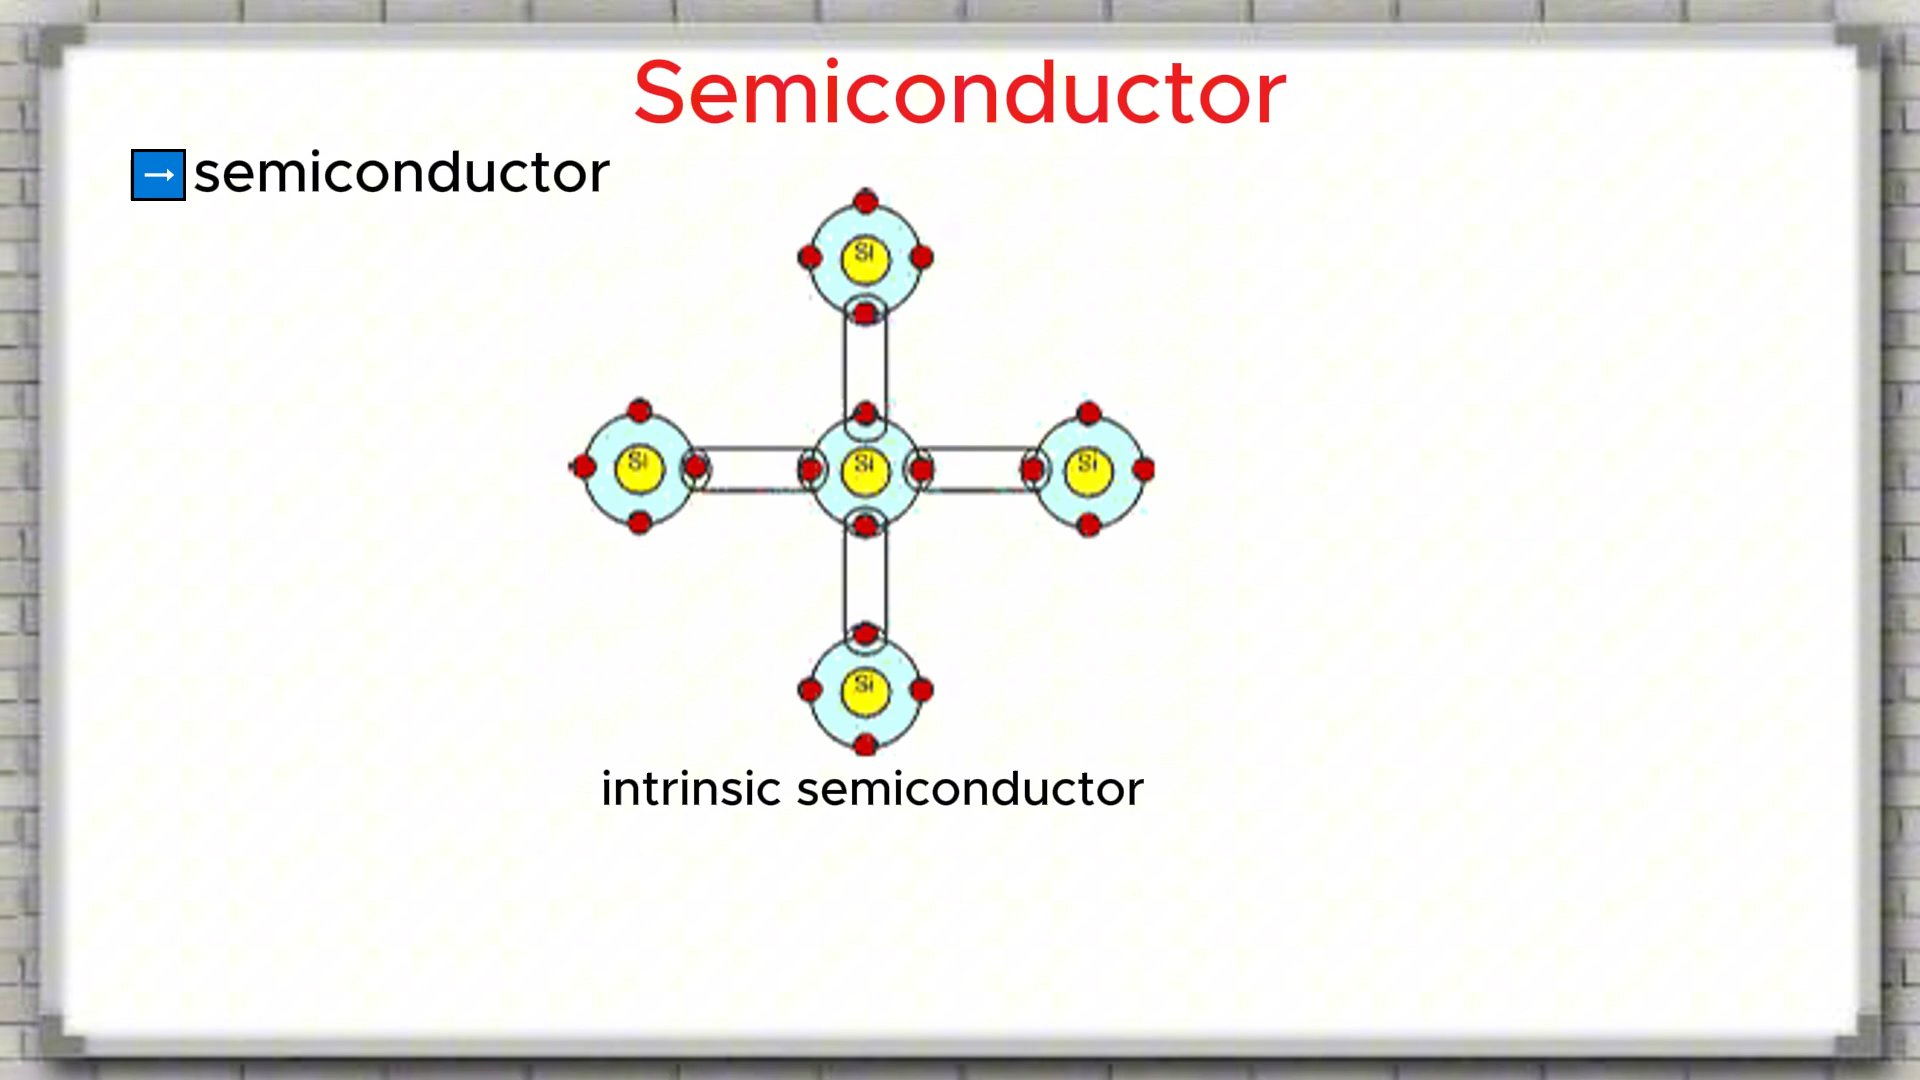 Semiconductor
→ semiconductor
Si
Si Si Si
Si
intrinsic semiconductor